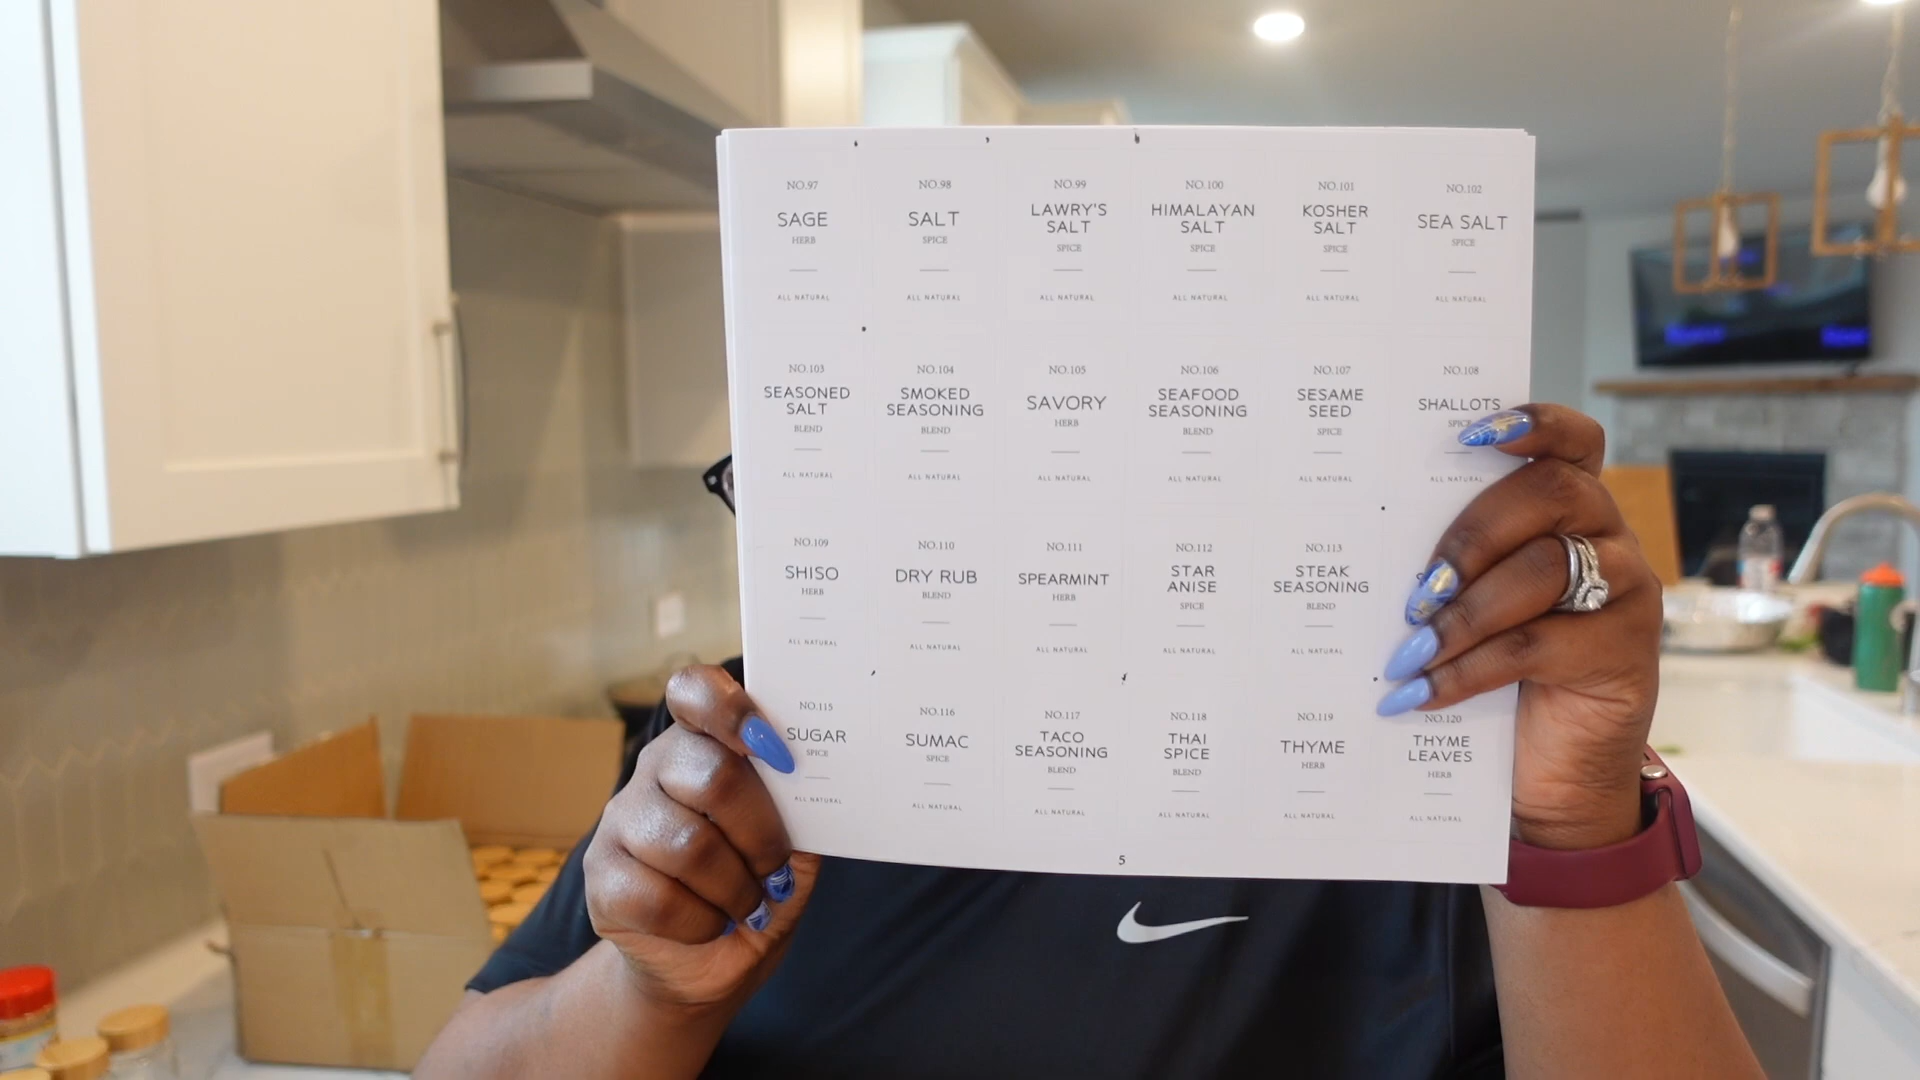 NO.97 NO.98 NO.99 NO.100 NO.101 NO.102
SAGE SALT LAWRY'S SALT HIMALAYAN SALT KOSHER SALT SEA SALT
HERB SPICE SPICE SPICE SPICE SPICE
ALL NATURAL ALL NATURAL ALL NATURAL ALL NATURAL ALL NATURAL ALL NATURAL
NO.103 NO.104 NO.105 NO.106 NO.107 NO.108
SEASONED SALT SMOKED SEASONING SAVORY SEAFOOD SEASONING SESAME SEED SHALLOTS
BLEND BLEND HERB BLEND SPICE SPICE
ALL NATURAL ALL NATURAL ALL NATURAL ALL NATURAL ALL NATURAL ALL NATURAL
NO.109 NO.110 NO.111 NO.112 NO.113
SHISO DRY RUB SPEARMINT STAR ANISE STEAK SEASONING
HERB BLEND HERB SPICE BLEND
ALL NATURAL ALL NATURAL ALL NATURAL ALL NATURAL ALL NATURAL
NO.115 NO.116 NO.117 NO.118 NO.119 NO.120
SUGAR SUMAC TACO SEASONING THAI SPICE THYME THYME LEAVES
SPICE SPICE BLEND BLEND HERB HERB
ALL NATURAL ALL NATURAL ALL NATURAL ALL NATURAL ALL NATURAL ALL NATURAL
5